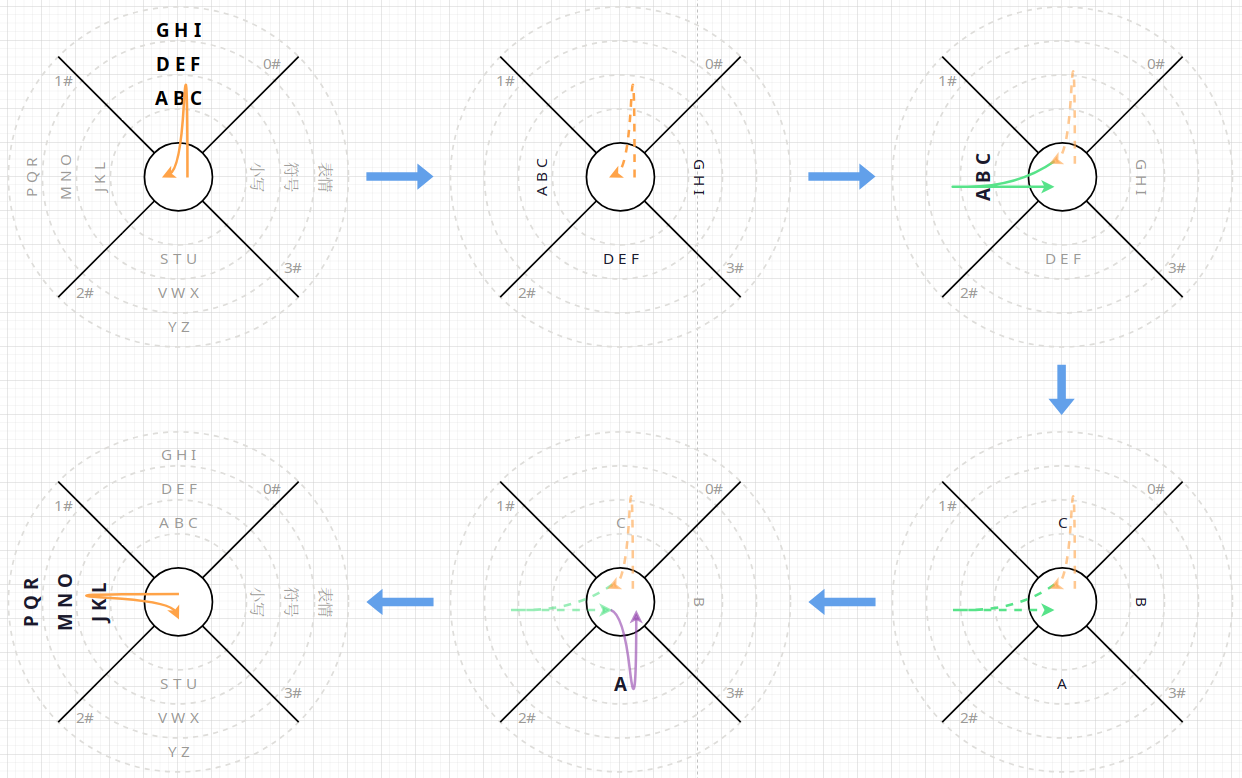 G H I
D E F
A B C
0#
1#
P Q R
M N O
J K L
小写
符号
表情
S T U
V W X
Y Z
2#
3#
0#
1#
A B C
G H I
D E F
2#
3#
0#
1#
A B C
G H I
D E F
2#
3#
G H I
D E F
A B C
0#
1#
P Q R
M N O
J K L
小写
符号
表情
S T U
V W X
Y Z
2#
3#
0#
1#
C
B
A
2#
3#
0#
1#
C
B
A
2#
3#